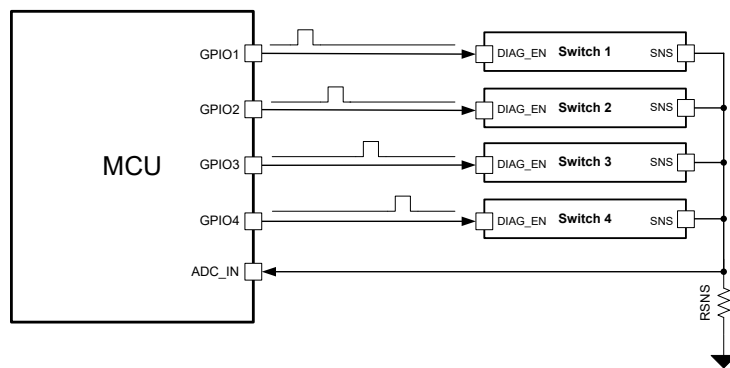 GPIO1
DIAG_EN Switch 1 SNS
GPIO2
DIAG_EN Switch 2 SNS
MCU
GPIO3
DIAG_EN Switch 3 SNS
GPIO4
DIAG_EN Switch 4 SNS
ADC_IN
RSNS